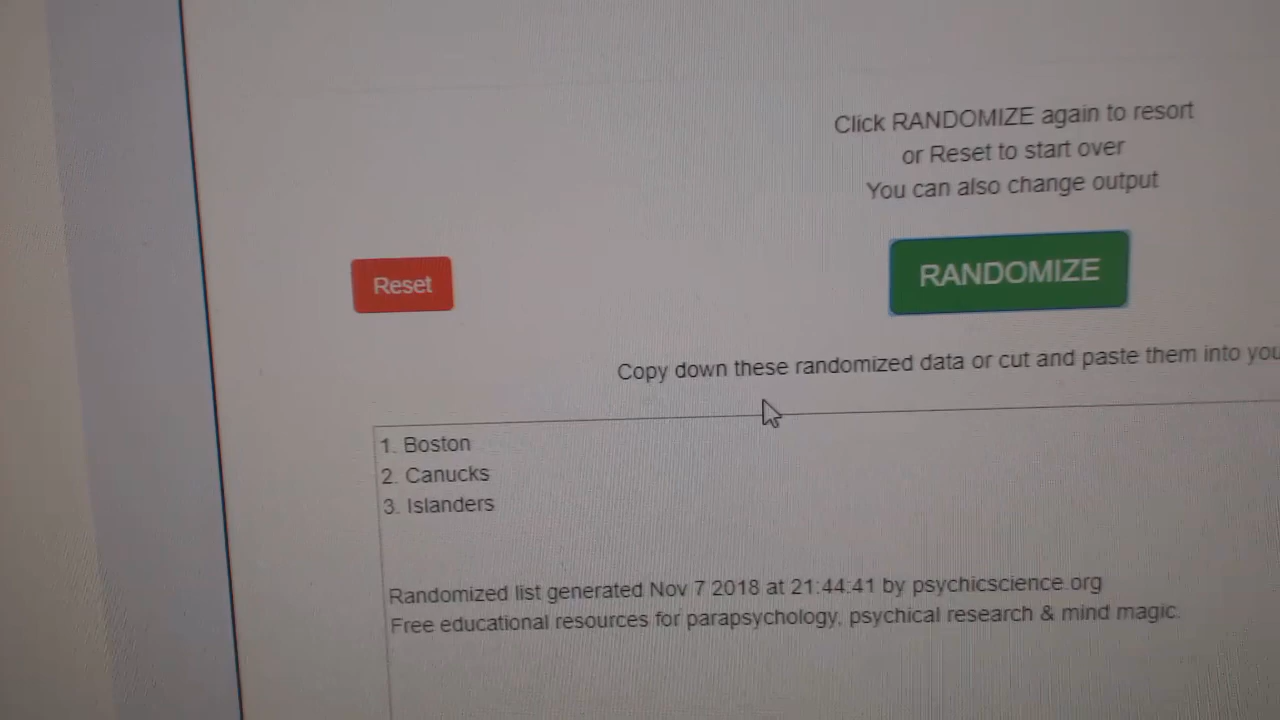 Click RANDOMIZE again to resort
or Reset to start over
You can also change output
Reset
RANDOMIZE
Copy down these randomized data or cut and paste them into
1. Boston
2. Canucks
3. Islanders
Randomized list generated Nov 7 2018 at 21:44:41 by psychicscience.org
Free educational resources for parapsychology, psychical research & mind magic.